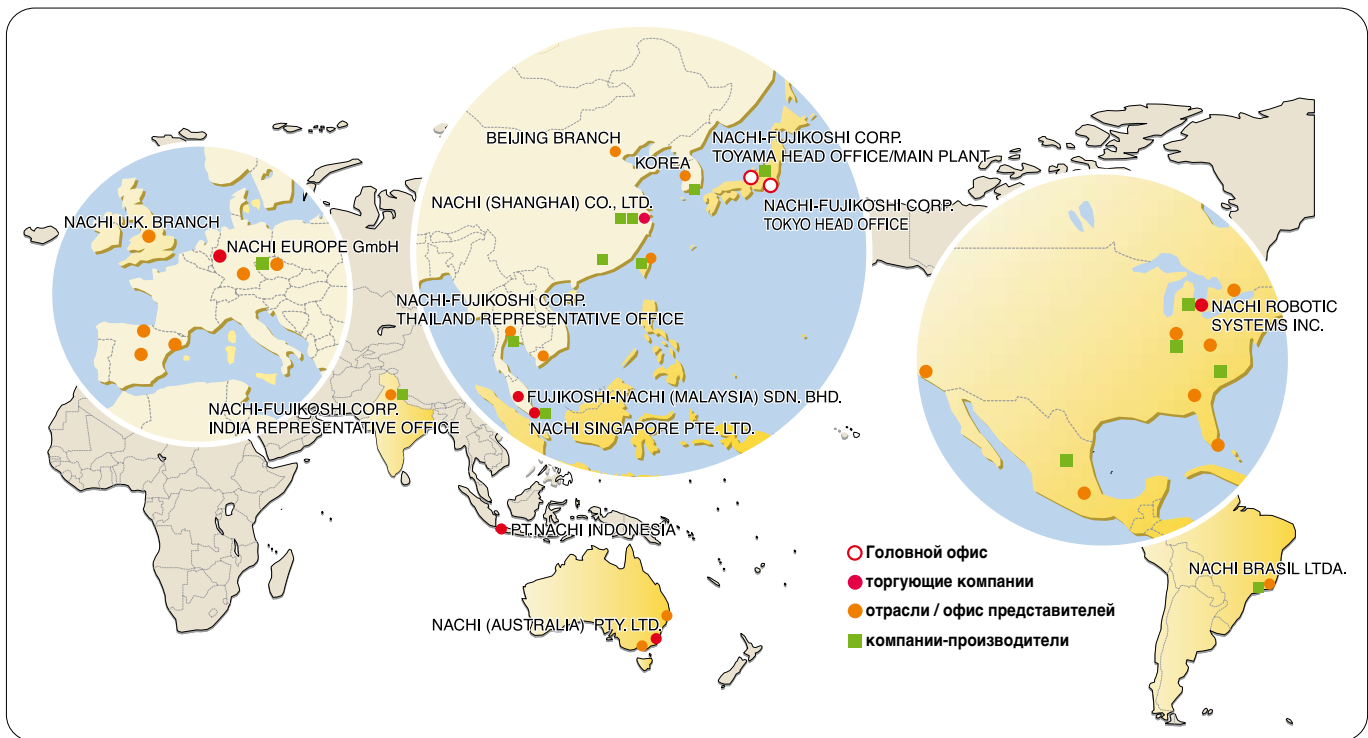 BEIJING BRANCH
KOREA
NACHI-FUJIKOSHI CORP.
TOYAMA HEAD OFFICE/MAIN PLANT
NACHI (SHANGHAI) CO., LTD.
NACHI-FUJIKOSHI CORP.
TOKYO HEAD OFFICE
NACHI U.K. BRANCH
NACHI EUROPE GmbH
NACHI-FUJIKOSHI CORP.
THAILAND REPRESENTATIVE OFFICE
NACHI ROBOTIC
SYSTEMS INC.
FUJIKOSHI-NACHI (MALAYSIA) SDN. BHD.
NACHI SINGAPORE PTE. LTD.
NACHI-FUJIKOSHI CORP.
INDIA REPRESENTATIVE OFFICE
PT.NACHI INDONESIA
NACHI (AUSTRALIA) PTY. LTD.
NACHI BRASIL LTDA.
Головной офис
торгующие компании
отрасли / офис представителей
компании-производители